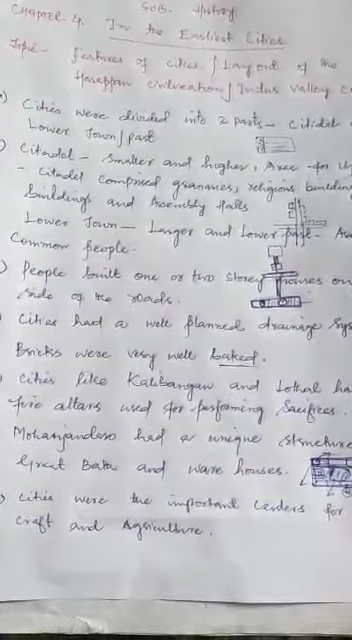 Sub- History
Chapter-4. In the Earliest Cities
Topic- Features of cities / Layout of the
Harappan civilization / Indus valley c
Cities were divided into 2 parts- Citidel
Lower Town/part
Citadel - Smaller and higher, Area for
- Citadel comprised granaries, religious building
buildings and Assembly Halls
Lower Town - Larger and Lower part-
Common people.
People built one or two storey houses on
side of the roads.
Cities had a well planned drainage Sys
Bricks were very well baked.
Cities like Kalibangan and Lothal ha
fire altars used for performing Sacrifices.
Mohanjandaro had a unique structure
Great Bath and ware houses.
Cities were the important centers for
craft and Agriculture.